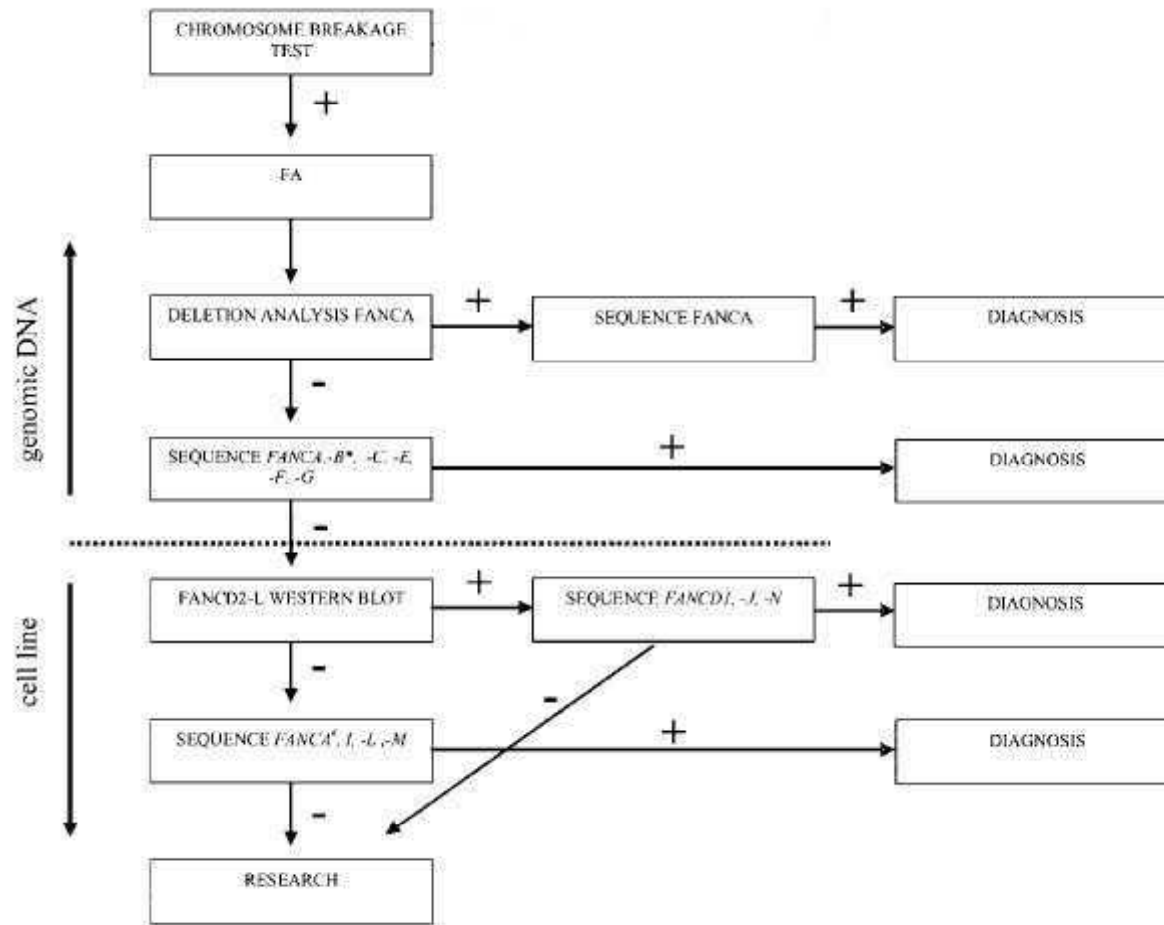 CHROMOSOME BREAKAGE
TEST
+
FA
DELETION ANALYSIS FANCA
+
SEQUENCE FANCA
+
DIAGNOSIS
-
SEQUENCE FANCA,-B*, -C, -E,
-F, -G
+
DIAGNOSIS
-
genomic DNA
FANCD2-L WESTERN BLOT
+
SEQUENCE FANCD1, -J, -N
+
DIAGNOSIS
-
-
cell line
SEQUENCE FANCA, I, -L ,-M
+
DIAGNOSIS
-
RESEARCH